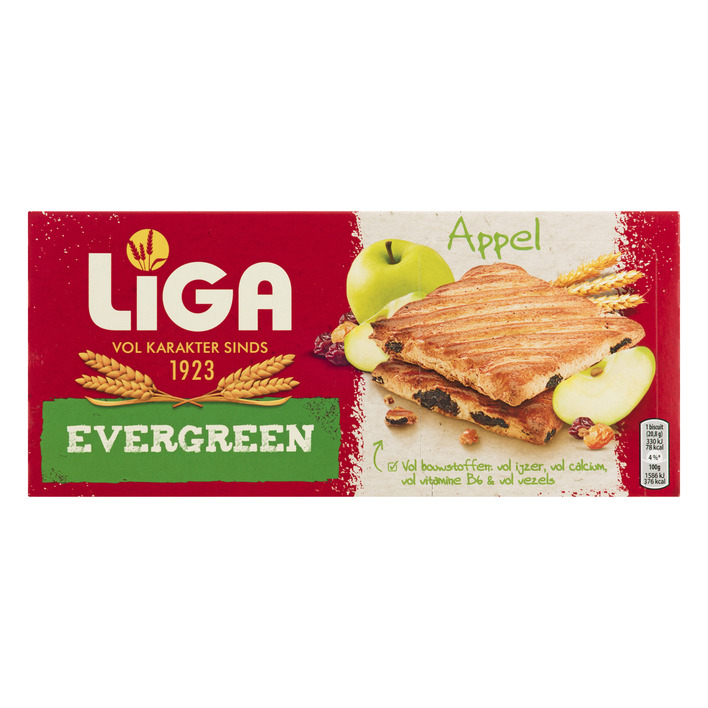 LiGA
VOL KARAKTER SINDS
1923
EVERGREEN
Appel
Vol bouwstoffen: vol ijzer, vol calcium,
vol vitamine B6 & vol vezels
1 biscuit
(20,8 g)
330 kJ
78 kcal
4 %*
100g
1586 kJ
376 kcal